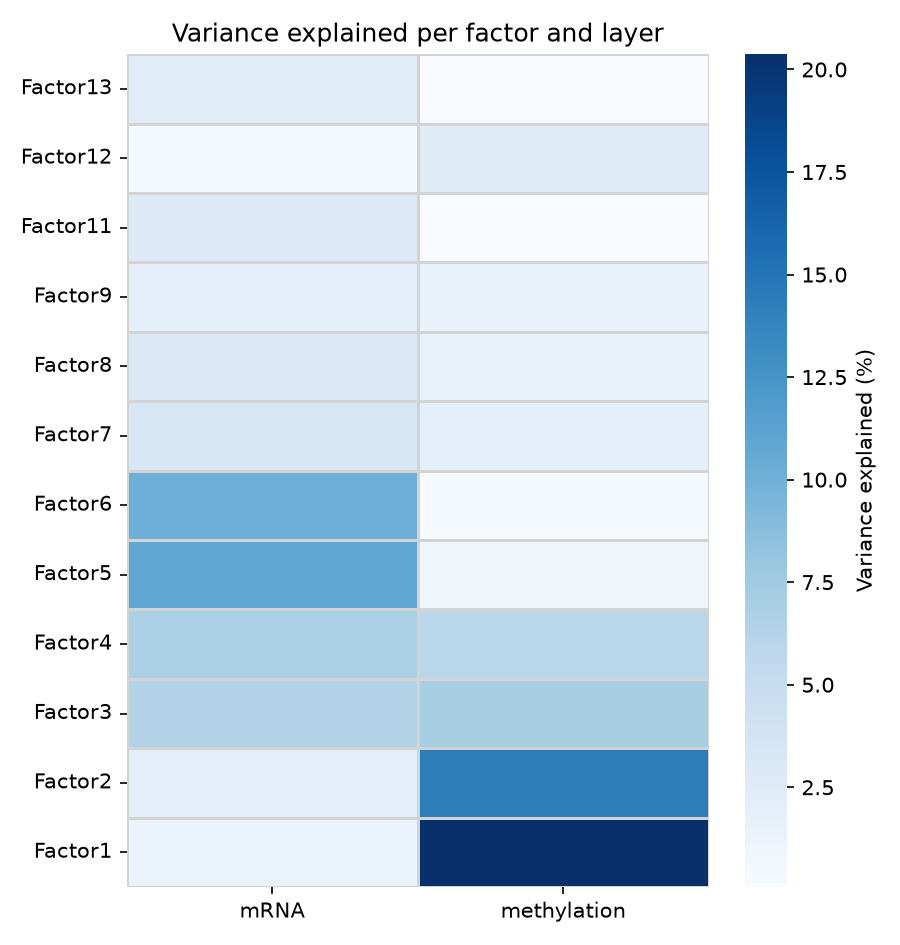 Variance explained per factor and layer
Factor13
Factor12
Factor11
Factor9
Factor8
Factor7
Factor6
Factor5
Factor4
Factor3
Factor2
Factor1
mRNA
methylation
20.0
17.5
15.0
12.5
10.0
7.5
5.0
2.5
Variance explained (%)